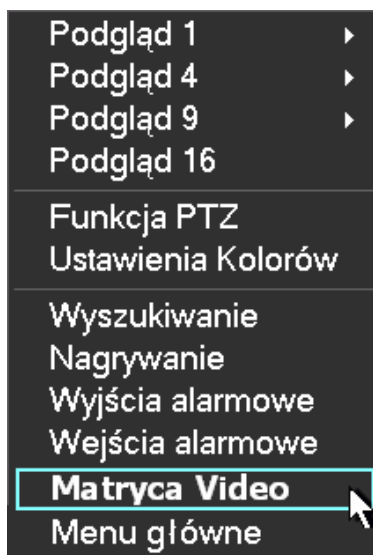 Podgląd 1
Podgląd 4
Podgląd 9
Podgląd 16
Funkcja PTZ
Ustawienia Kolorów
Wyszukiwanie
Nagrywanie
Wyjścia alarmowe
Wejścia alarmowe
Matryca Video
Menu główne